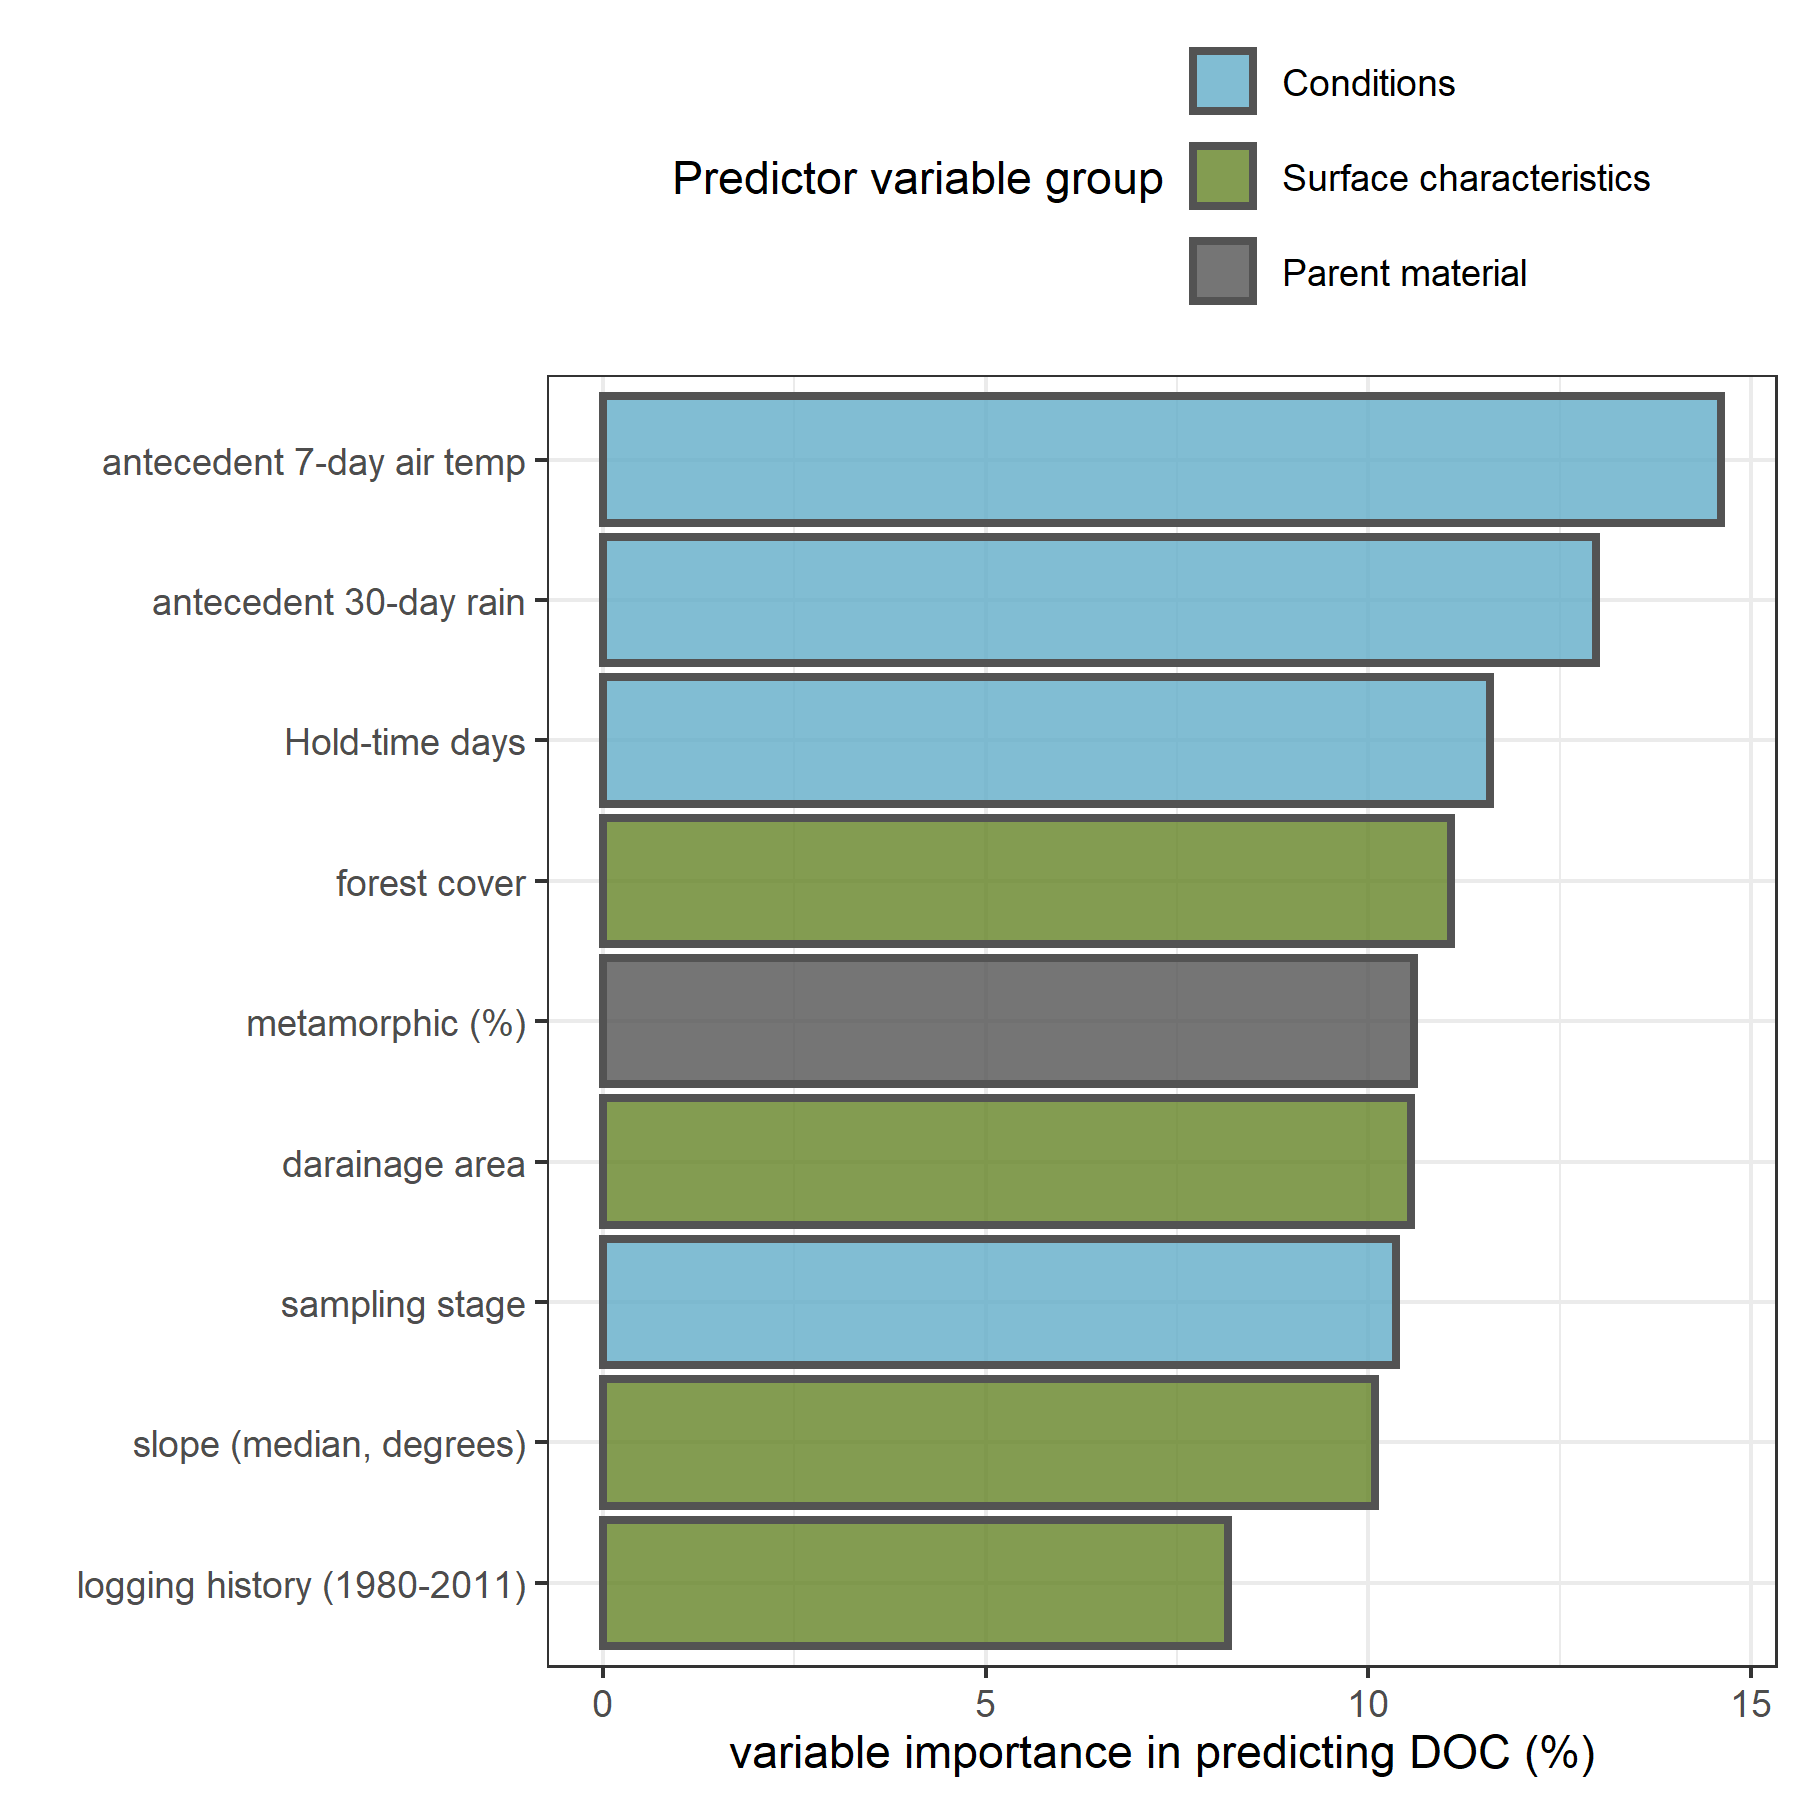 Conditions
Predictor variable group
Surface characteristics
Parent material
antecedent 7-day air temp
antecedent 30-day rain
Hold-time days
forest cover
metamorphic (%)
darainage area
sampling stage
slope (median, degrees)
logging history (1980-2011)
0 5 10 15
variable importance in predicting DOC (%)